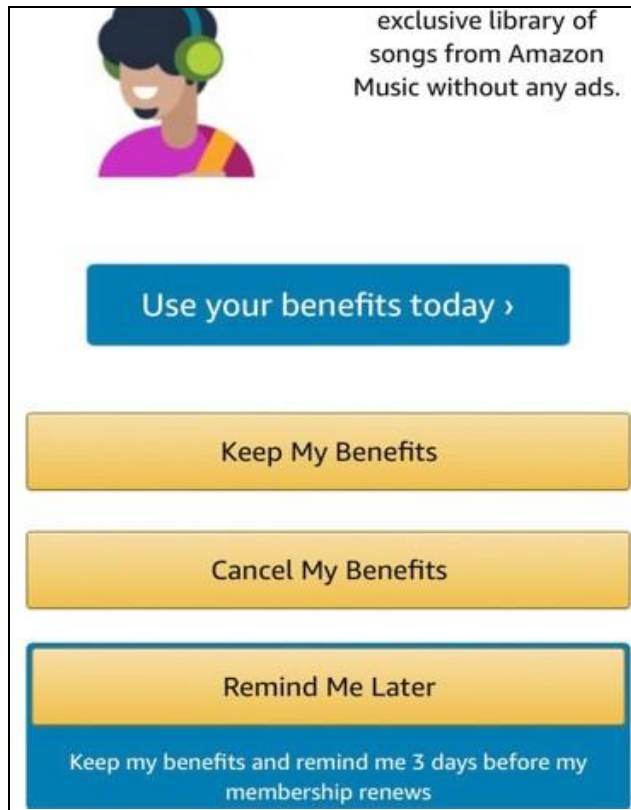 exclusive library of
songs from Amazon
Music without any ads.
Use your benefits today ›
Keep My Benefits
Cancel My Benefits
Remind Me Later
Keep my benefits and remind me 3 days before my
membership renews